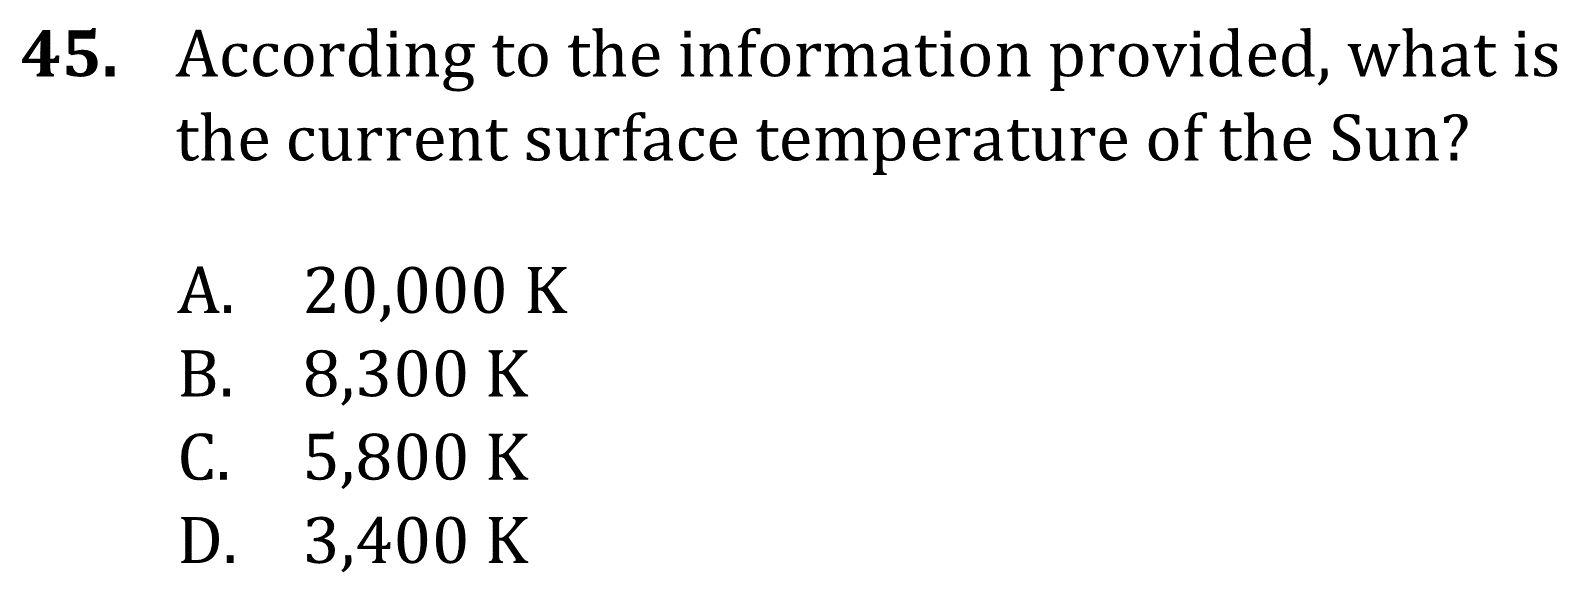 45. According to the information provided, what is
the current surface temperature of the Sun?
A. 20,000 K
B. 8,300 K
C. 5,800 K
D. 3,400 K